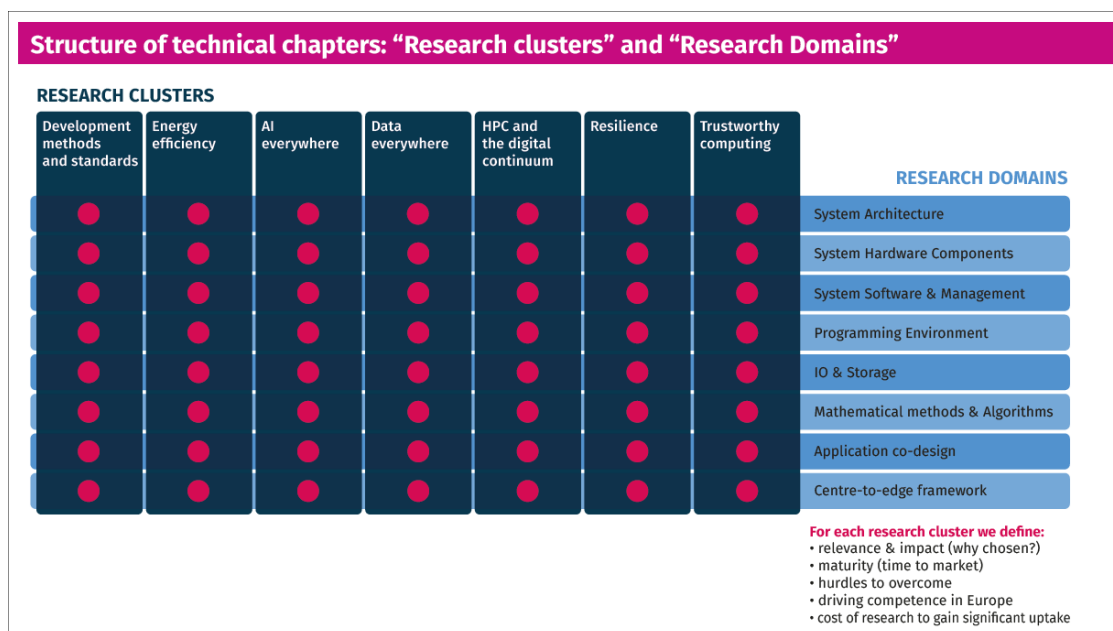 Structure of technical chapters: “Research clusters” and “Research Domains”
RESEARCH CLUSTERS
Development
methods
and standards
Energy
efficiency
AI
everywhere
Data
everywhere
HPC and
the digital
continuum
Resilience
Trustworthy
computing
RESEARCH DOMAINS
System Architecture
System Hardware Components
System Software & Management
Programming Environment
IO & Storage
Mathematical methods & Algorithms
Application co-design
Centre-to-edge framework
For each research cluster we define:
• relevance & impact (why chosen?)
• maturity (time to market)
• hurdles to overcome
• driving competence in Europe
• cost of research to gain significant uptake